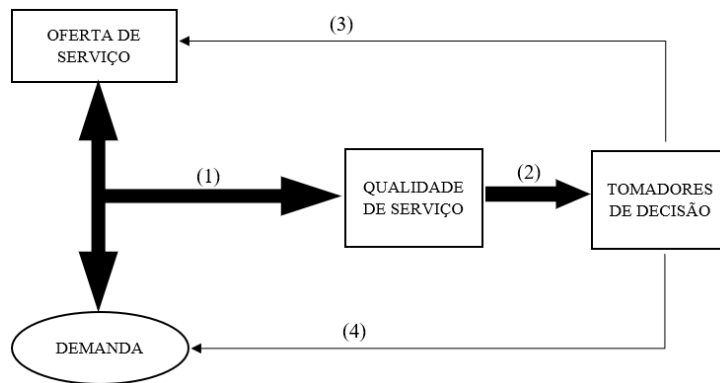 (3)
OFERTA DE
SERVIÇO
(1)
QUALIDADE
DE SERVIÇO
(2)
TOMADORES
DE DECISÃO
(4)
DEMANDA